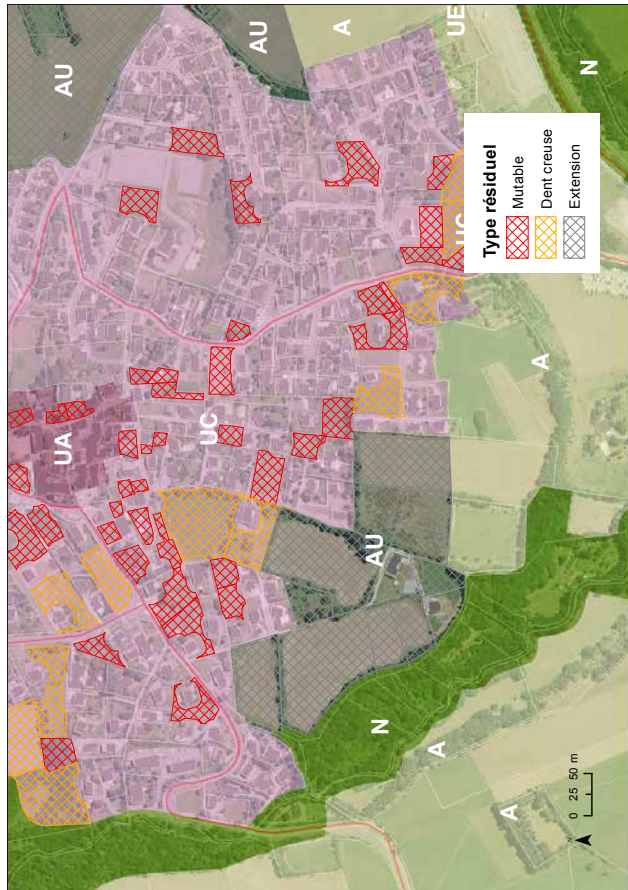 UA
AU
UC
AU
A
AU
N
A
UC
UE
Type résiduel
Mutable
Dent creuse
Extension
A
A
N
N
0 25 50 m